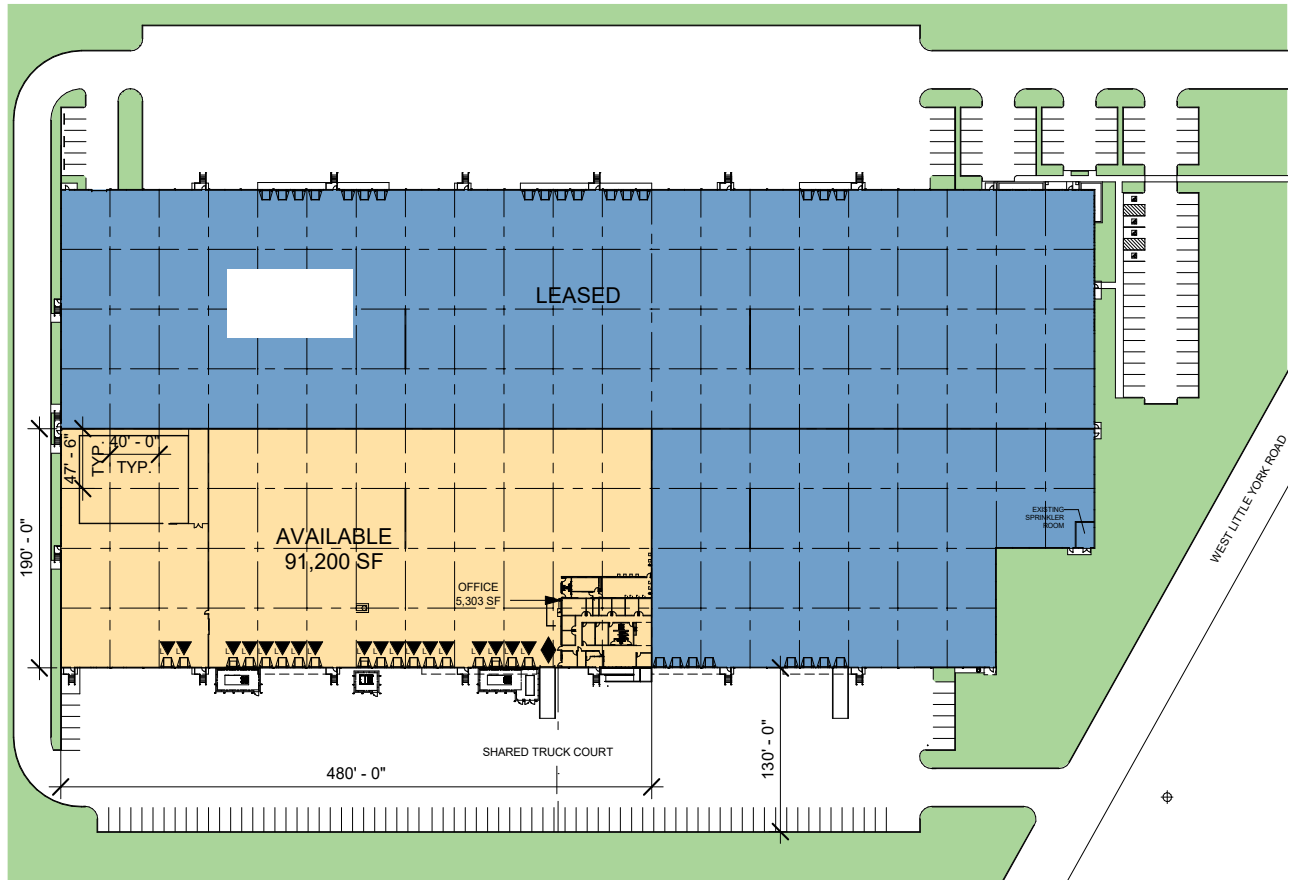 LEASED
47' - 6"
TYP.
40' - 0"
TYP.
190' - 0"
AVAILABLE
91,200 SF
OFFICE
5,303 SF
EXISTING
SPRINKLER
ROOM
WEST LITTLE YORK ROAD
SHARED TRUCK COURT
480' - 0"
130' - 0"